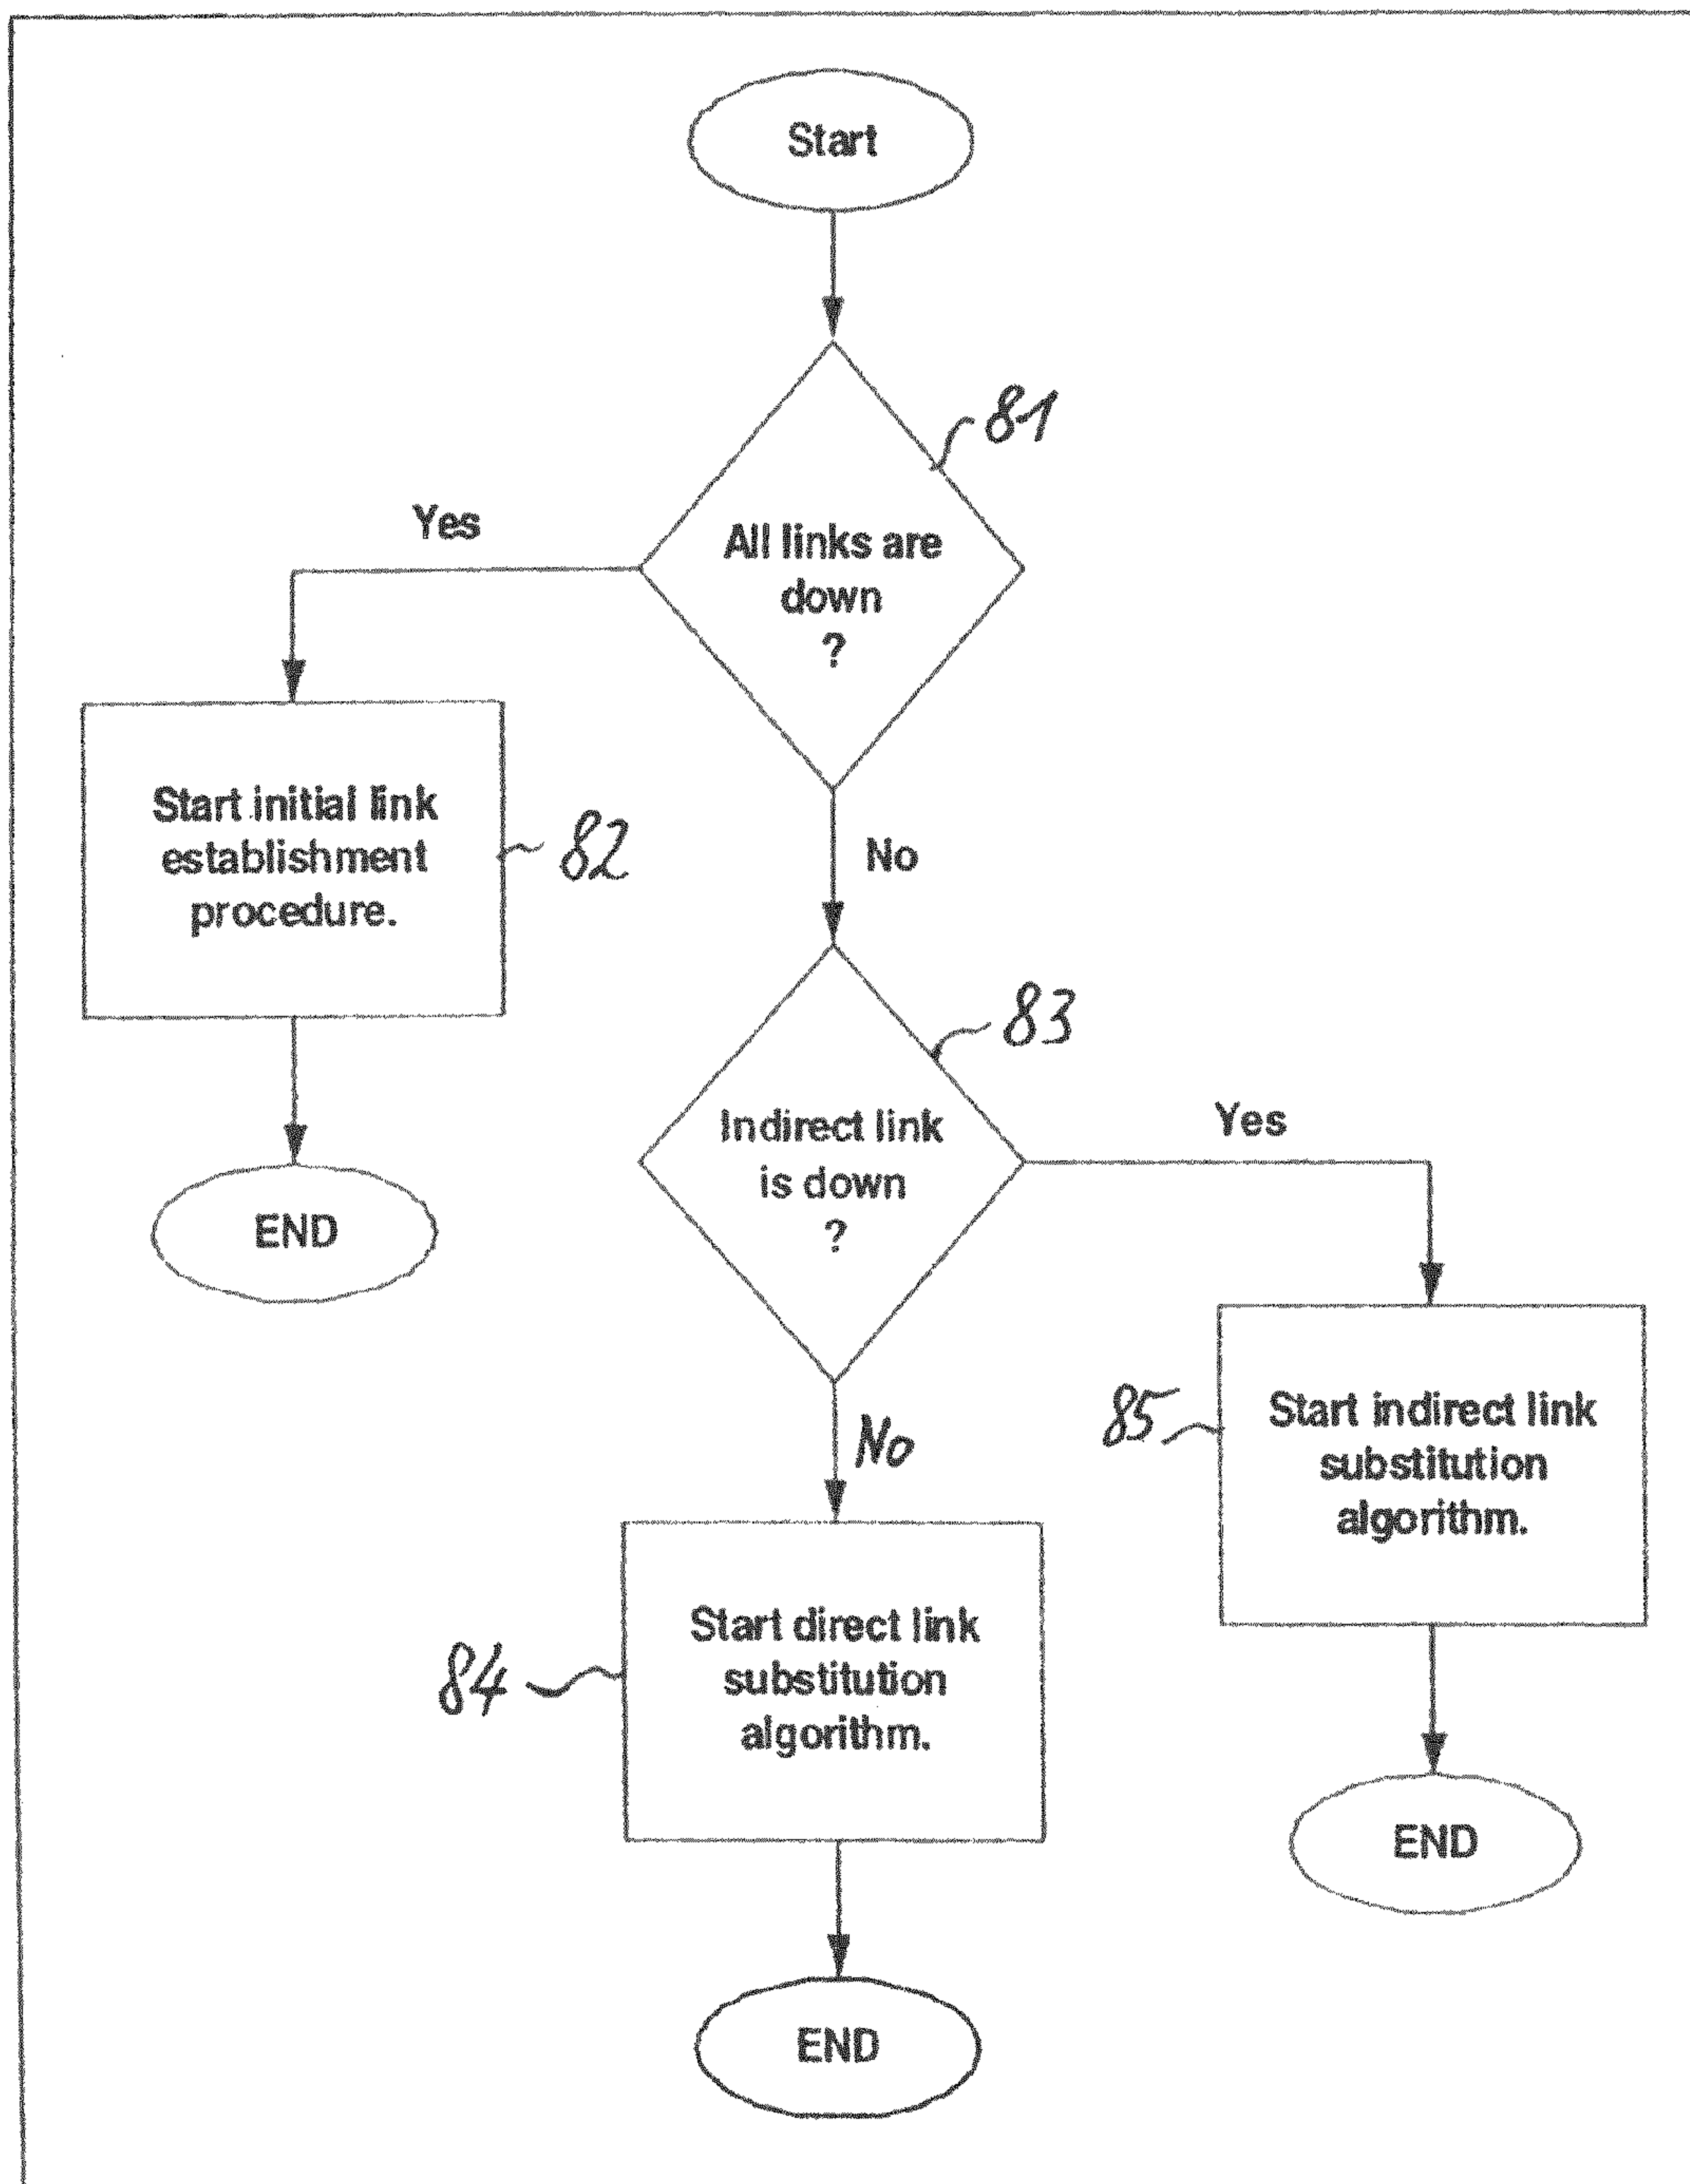 Start
81
Yes
All links are
down
?
Start initial link
establishment
procedure.
82
No
83
END
Indirect link
is down
?
Yes
85
Start indirect link
substitution
algorithm.
No
84
Start direct link
substitution
algorithm.
END
END